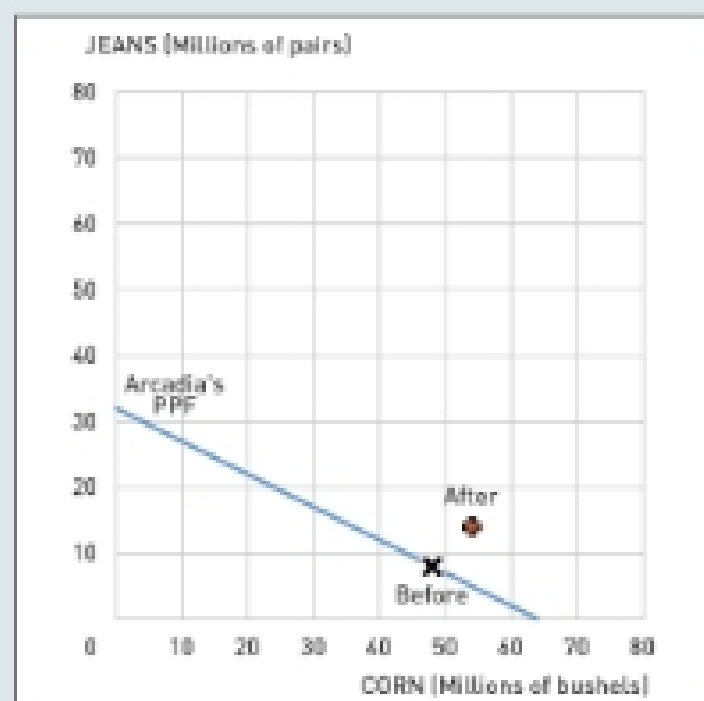 JEANS (Millions of pairs)
80
70
60
50
40
Arcadia's
PPF
30
20
After
10
Before
0 10 20 30 40 50 60 70 80
CORN (Millions of bushels)